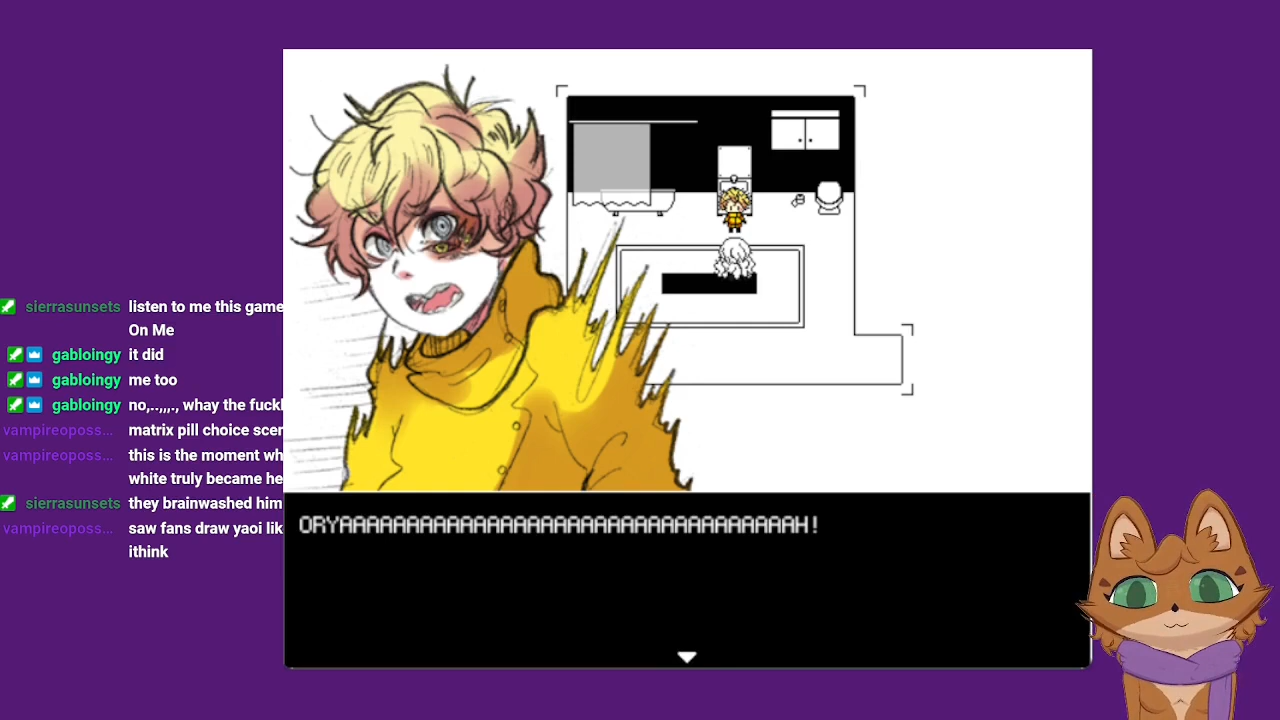 sierrasunsets listen to me this game
On Me
gabloingy it did
gabloingy me too
gabloingy no,..,,,., whay the fuck
vampireoposs... matrix pill choice scen
vampireoposs... this is the moment wh
white truly became he
sierrasunsets they brainwashed him
vampireoposs... saw fans draw yaoi lik
ithink
ORYAAAAAAAAAAAAAAAAAAAAAAAAAAAAAAAAAAH!